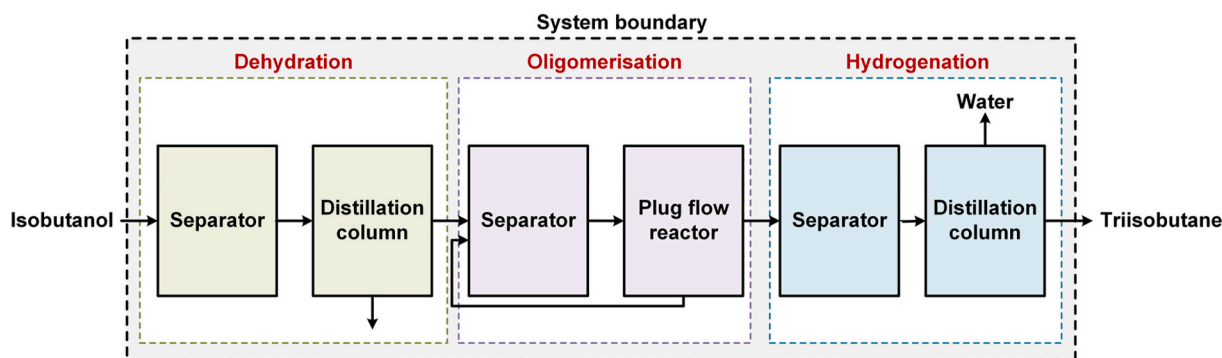 System boundary
Dehydration
Oligomerisation
Hydrogenation
Water
Isobutanol
Separator
Distillation
column
Separator
Plug flow
reactor
Separator
Distillation
column
Triisobutane